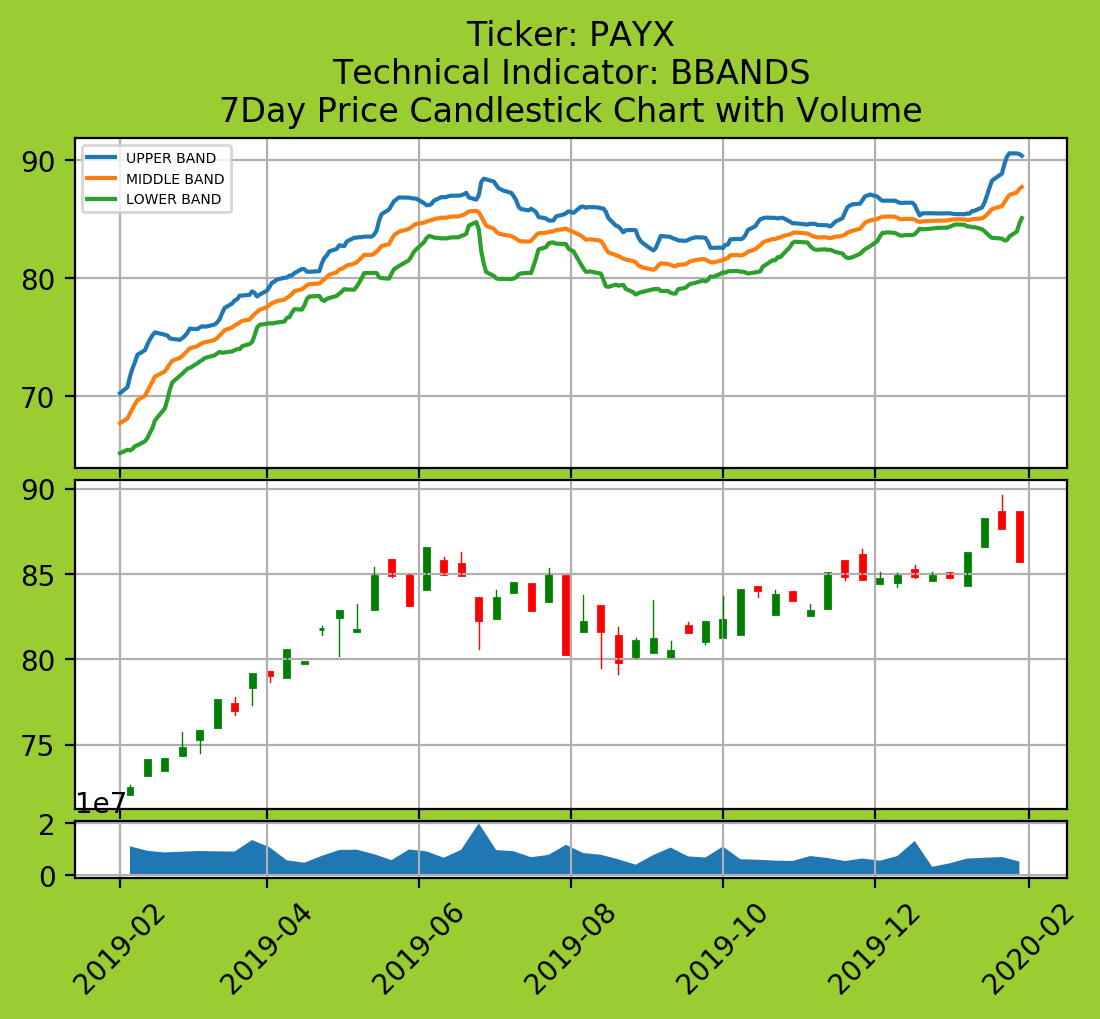 Ticker: PAYX
Technical Indicator: BBANDS
7Day Price Candlestick Chart with Volume
UPPER BAND
MIDDLE BAND
LOWER BAND
90
80
70
90
85
80
75
1e7
2
0
2019-02
2019-04
2019-06
2019-08
2019-10
2019-12
2020-02